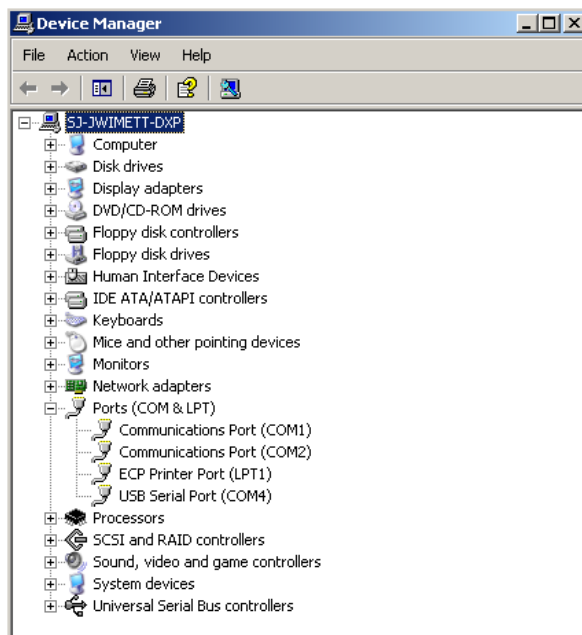 Device Manager
File Action View Help
SJ-JWIMETT-DXP
Computer
Disk drives
Display adapters
DVD/CD-ROM drives
Floppy disk controllers
Floppy disk drives
Human Interface Devices
IDE ATA/ATAPI controllers
Keyboards
Mice and other pointing devices
Monitors
Network adapters
Ports (COM & LPT)
Communications Port (COM1)
Communications Port (COM2)
ECP Printer Port (LPT1)
USB Serial Port (COM4)
Processors
SCSI and RAID controllers
Sound, video and game controllers
System devices
Universal Serial Bus controllers